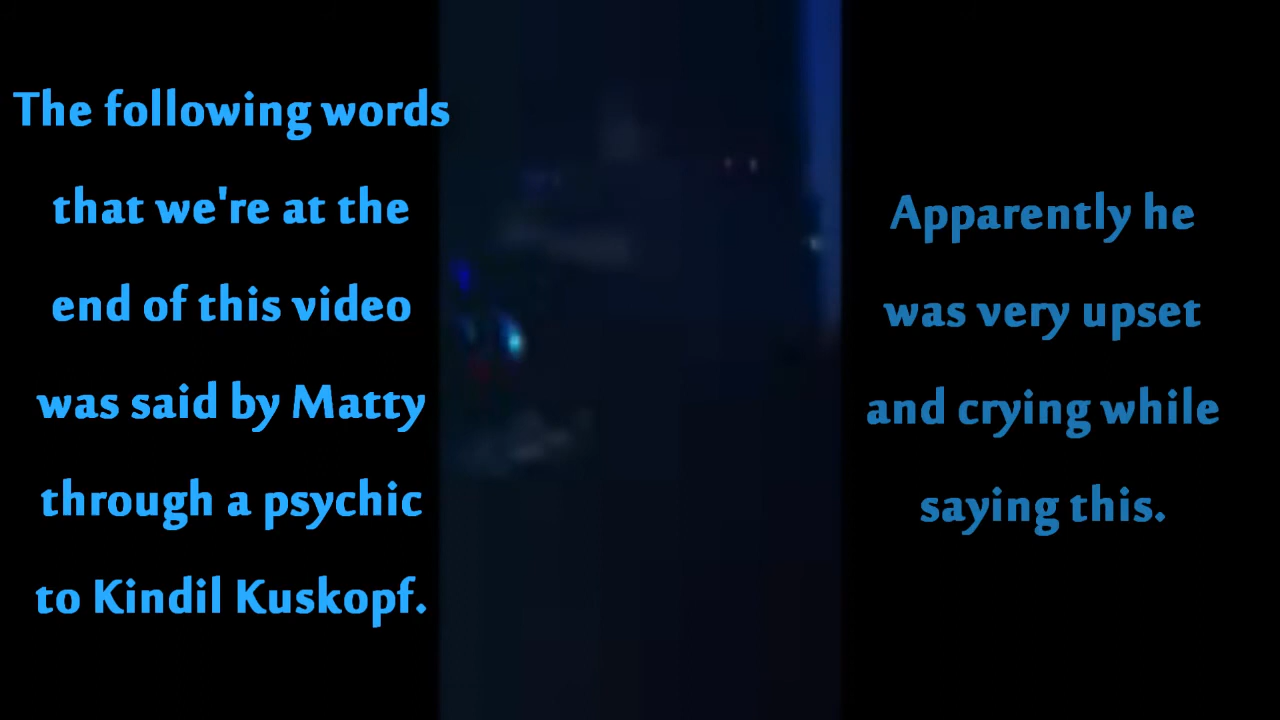 The following words
that we're at the
end of this video
was said by Matty
through a psychic
to Kindil Kuskopf.
Apparently he
was very upset
and crying while
saying this.